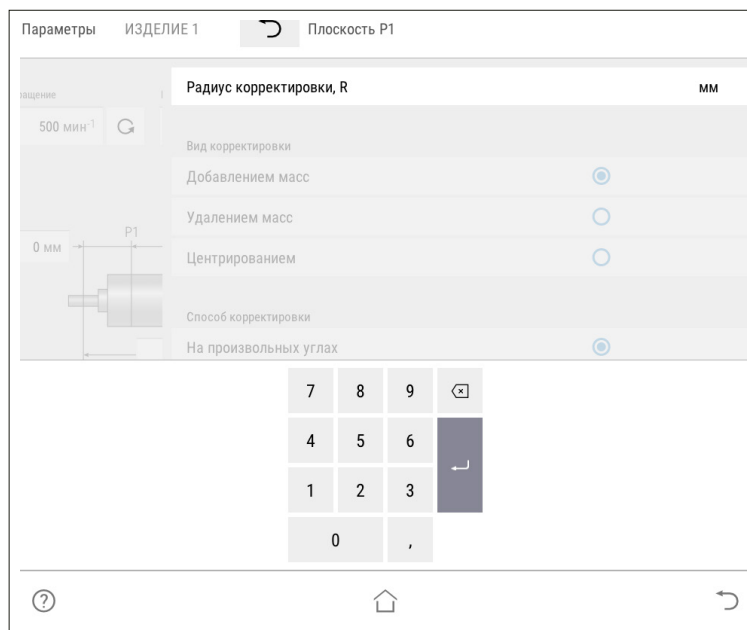 Параметры ИЗДЕЛИЕ 1 Плоскость P1
Радиус корректировки, R мм
500 мин-1
Вид корректировки
Добавлением масс
Удалением масс
P1
0 мм
Центрированием
Способ корректировки
На произвольных углах
7 8 9
4 5 6
1 2 3
0 ,
?